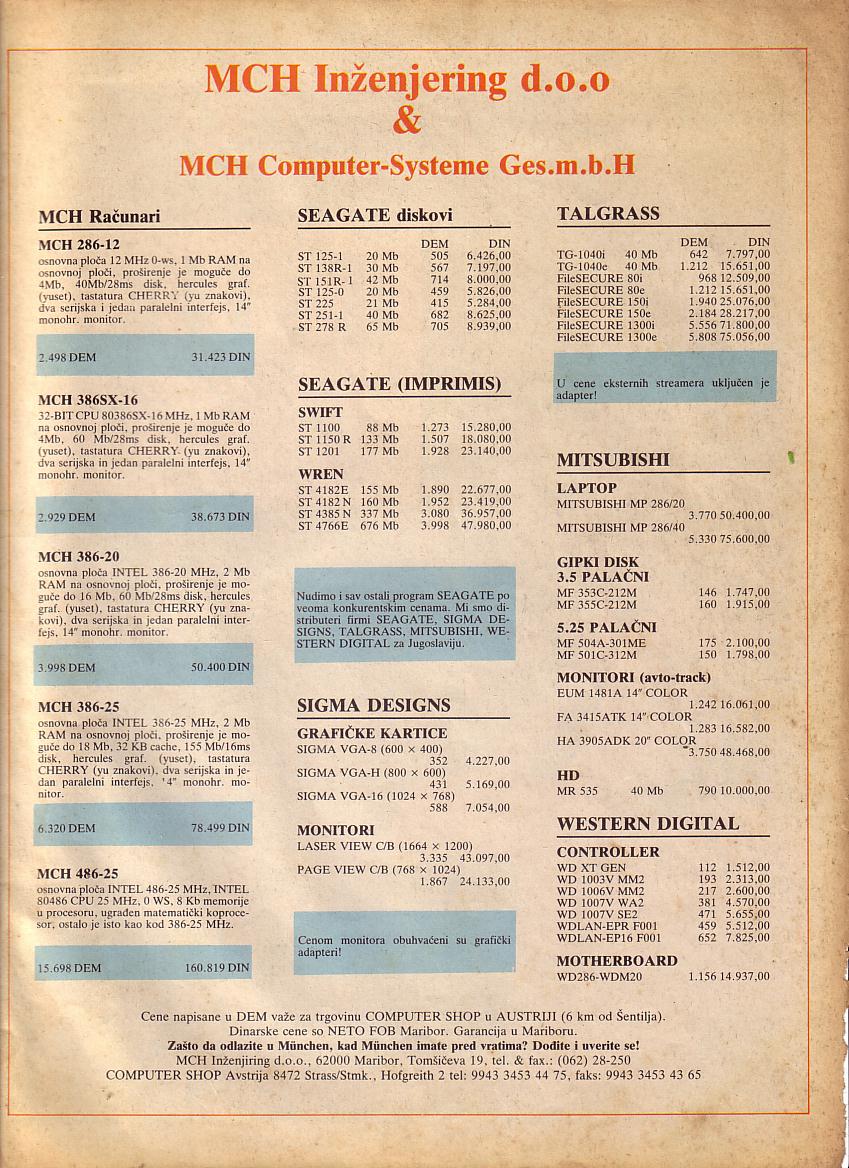 MCH Inženjering d.o.o
&
MCH Computer-Systeme Ges.m.b.H
MCH Računari
MCH 286-12
osnovna ploča 12 MHz 0-ws, 1 Mb RAM na
osnovnoj ploči, proširenje je moguče do
4Mb, 40Mb/28ms disk, hercules graf.
(yuset), tastatura CHERRY (yu znakovi),
dva serijska i jedan paralelni interfejs, 14"
monohr. monitor.
2.498 DEM 31.423 DIN
MCH 386SX-16
32-BIT CPU 80386SX-16 MHz, 1 Mb RAM
na osnovnoj ploči, proširenje je moguče do
4Mb, 60 Mb/28ms disk, hercules graf.
(yuset), tastatura CHERRY (yu znakovi),
dva serijska in jedan paralelni interfejs, 14"
monohr. monitor.
2.929 DEM 38.673 DIN
MCH 386-20
osnovna ploča INTEL 386-20 MHz, 2 Mb
RAM na osnovnoj ploči, proširenje je mo-
guče do 16 Mb, 60 Mb/28ms disk, hercules
graf. (yuset), tastatura CHERRY (yu zna-
kovi), dva serijska in jedan paralelni inter-
fejs, 14" monohr. monitor.
3.998 DEM 50.400 DIN
MCH 386-25
osnovna ploča INTEL 386-25 MHz, 2 Mb
RAM na osnovnoj ploči, proširenje je mo-
guče do 18 Mb, 32 KB cache, 155 Mb/16ms
disk, hercules graf. (yuset), tastatura
CHERRY (yu znakovi), dva serijska in je-
dan paralelni interfejs, 14" monohr. mo-
nitor.
6.320 DEM 78.499 DIN
MCH 486-25
osnovna ploča INTEL 486-25 MHz, INTEL
80486 CPU 25 MHz, 0 WS, 8 Kb memorije
u procesoru, ugrađen matematički koproce-
sor, ostalo je isto kao kod 386-25 MHz.
15.698 DEM 160.819 DIN
SEAGATE diskovi
DEM DIN
ST 125-1 20 Mb 505 6.426,00
ST 138R-1 30 Mb 567 7.197,00
ST 151R-1 42 Mb 714 8.000,00
ST 125-0 20 Mb 459 5.826,00
ST 225 21 Mb 415 5.284,00
ST 251-1 40 Mb 682 8.625,00
ST 278 R 65 Mb 705 8.939,00
SEAGATE (IMPRIMIS)
SWIFT
ST 1100 88 Mb 1.273 15.280,00
ST 1150 R 133 Mb 1.507 18.080,00
ST 1201 177 Mb 1.928 23.140,00
WREN
ST 4182E 155 Mb 1.890 22.677,00
ST 4182 N 160 Mb 1.952 23.419,00
ST 4385 N 337 Mb 3.080 36.957,00
ST 4766E 676 Mb 3.998 47.980,00
Nudimo i sav ostali program SEAGATE po
veoma konkurentskim cenama. Mi smo di-
stributeri firmi SEAGATE, SIGMA DE-
SIGNS, TALGRASS, MITSUBISHI, WE-
STERN DIGITAL za Jugoslaviju.
SIGMA DESIGNS
GRAFIČKE KARTICE
SIGMA VGA-8 (600 × 400)
352 4.227,00
SIGMA VGA-H (800 × 600)
431 5.169,00
SIGMA VGA-16 (1024 × 768)
588 7.054,00
MONITORI
LASER VIEW C/B (1664 × 1200)
3.335 43.097,00
PAGE VIEW C/B (768 × 1024)
1.867 24.133,00
Cenom monitora obuhvaćeni su grafički
adapteri!
TALGRASS
DEM DIN
TG-1040i 40 Mb 642 7.797,00
TG-1040e 40 Mb 1.212 15.651,00
FileSECURE 80i 968 12.509,00
FileSECURE 80e 1.212 15.651,00
FileSECURE 150i 1.940 25.076,00
FileSECURE 150e 2.184 28.217,00
FileSECURE 1300i 5.556 71.800,00
FileSECURE 1300e 5.808 75.056,00
U cene eksternih streamera uključen je
adapter!
MITSUBISHI
LAPTOP
MITSUBISHI MP 286/20
3.770 50.400,00
MITSUBISHI MP 286/40
5.330 75.600,00
GIPKI DISK
3.5 PALAČNI
MF 353C-212M 146 1.747,00
MF 355C-212M 160 1.915,00
5.25 PALAČNI
MF 504A-301ME 175 2.100,00
MF 501C-312M 150 1.798,00
MONITORI (avto-track)
EUM 1481A 14" COLOR
1.242 16.061,00
FA 3415ATK 14" COLOR
1.283 16.582,00
HA 3905ADK 20" COLOR
3.750 48.468,00
HD
MR 535 40 Mb 790 10.000,00
WESTERN DIGITAL
CONTROLLER
WD XT GEN 112 1.512,00
WD 1003V MM2 193 2.313,00
WD 1006V MM2 217 2.600,00
WD 1007V WA2 381 4.570,00
WD 1007V SE2 471 5.655,00
WDLAN-EPR F001 459 5.512,00
WDLAN-EP16 F001 652 7.825,00
MOTHERBOARD
WD286-WDM20 1.156 14.937,00
Cene napisane u DEM važe za trgovinu COMPUTER SHOP u AUSTRIJI (6 km od Šentilja).
Dinarske cene so NETO FOB Maribor. Garancija u Mariboru.
Zašto da odlazite u München, kad München imate pred vratima? Dođite i uverite se!
MCH Inženjiring d.o.o., 62000 Maribor, Tomšičeva 19, tel. & fax.: (062) 28-250
COMPUTER SHOP Avstrija 8472 Strass/Stmk., Hofgreith 2 tel: 9943 3453 44 75, faks: 9943 3453 43 65